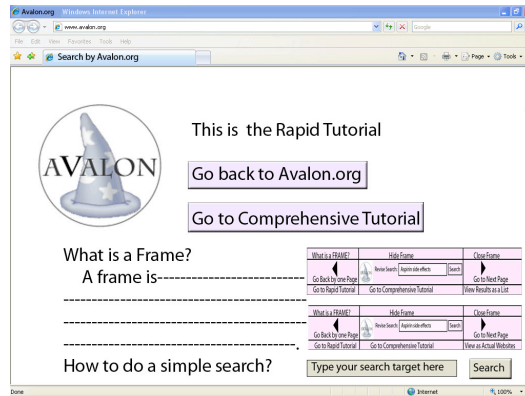 Avalon.org Windows Internet Explorer
www.avalon.org
Google
File Edit View Favorites Tools Help
Search by Avalon.org
Page Tools
AVALON
This is the Rapid Tutorial
Go back to Avalon.org
Go to Comprehensive Tutorial
What is a Frame?
A frame is--------------------------
------------------------------------------
------------------------------------------
----------------------------------------.
What is a FRAME? Hide Frame Close Frame
Revise Search Aspirin side effects Search
Go Back by One Page Go to Next Page
Go to Rapid Tutorial Go to Comprehensive Tutorial View Results as a List
What is a FRAME? Hide Frame Close Frame
Revise Search Aspirin side effects Search
Go Back by One Page Go to Next Page
Go to Rapid Tutorial Go to Comprehensive Tutorial View as Actual Websites
How to do a simple search?
Type your search target here
Search
Done Internet 100%